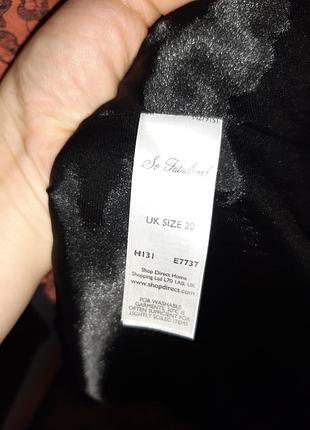 So Fabulous!
UK SIZE 20
H131 E7737
Shop Direct Home
Shopping Ltd L70 1AB, UK
www.shopdirect.com
FOR WASHABLE
GARMENTS, 30°C IS
OFTEN SUFFICIENT FOR
LIGHTLY SOILED ITEMS